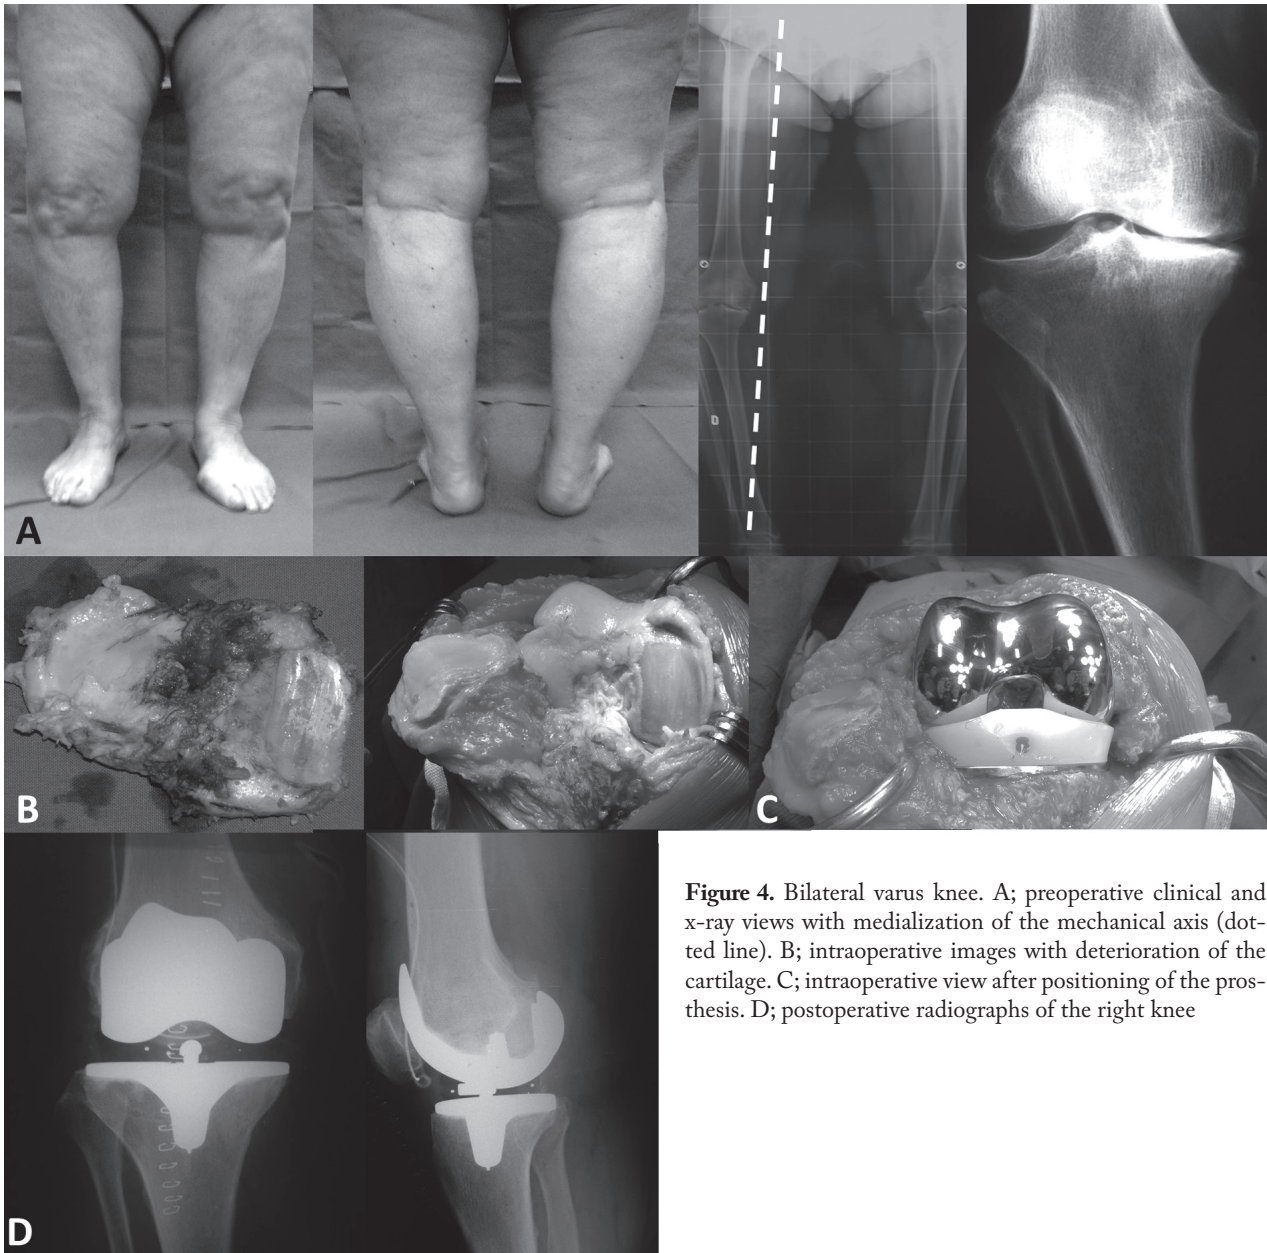 A
D
B
C
D
Figure 4. Bilateral varus knee. A; preoperative clinical and
x-ray views with medialization of the mechanical axis (dot-
ted line). B; intraoperative images with deterioration of the
cartilage. C; intraoperative view after positioning of the pros-
thesis. D; postoperative radiographs of the right knee